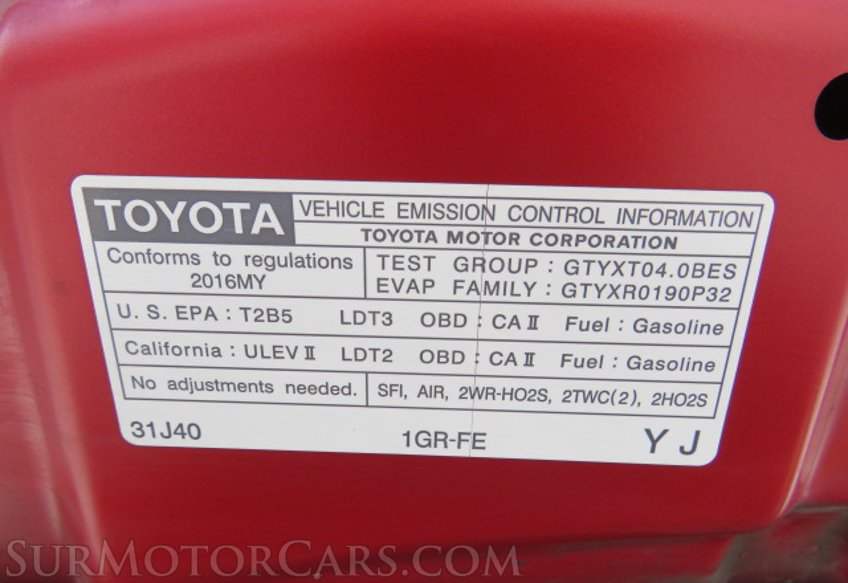 TOYOTA VEHICLE EMISSION CONTROL INFORMATION
TOYOTA MOTOR CORPORATION
Conforms to regulations
2016MY
TEST GROUP : GTYXT04.0BES
EVAP FAMILY : GTYXR0190P32
U. S. EPA : T2B5 LDT3 OBD : CA II Fuel : Gasoline
California : ULEV II LDT2 OBD : CA II Fuel : Gasoline
No adjustments needed. SFI, AIR, 2WR-HO2S, 2TWC(2), 2HO2S
31J40 1GR-FE Y J
SURMOTORCARS.COM